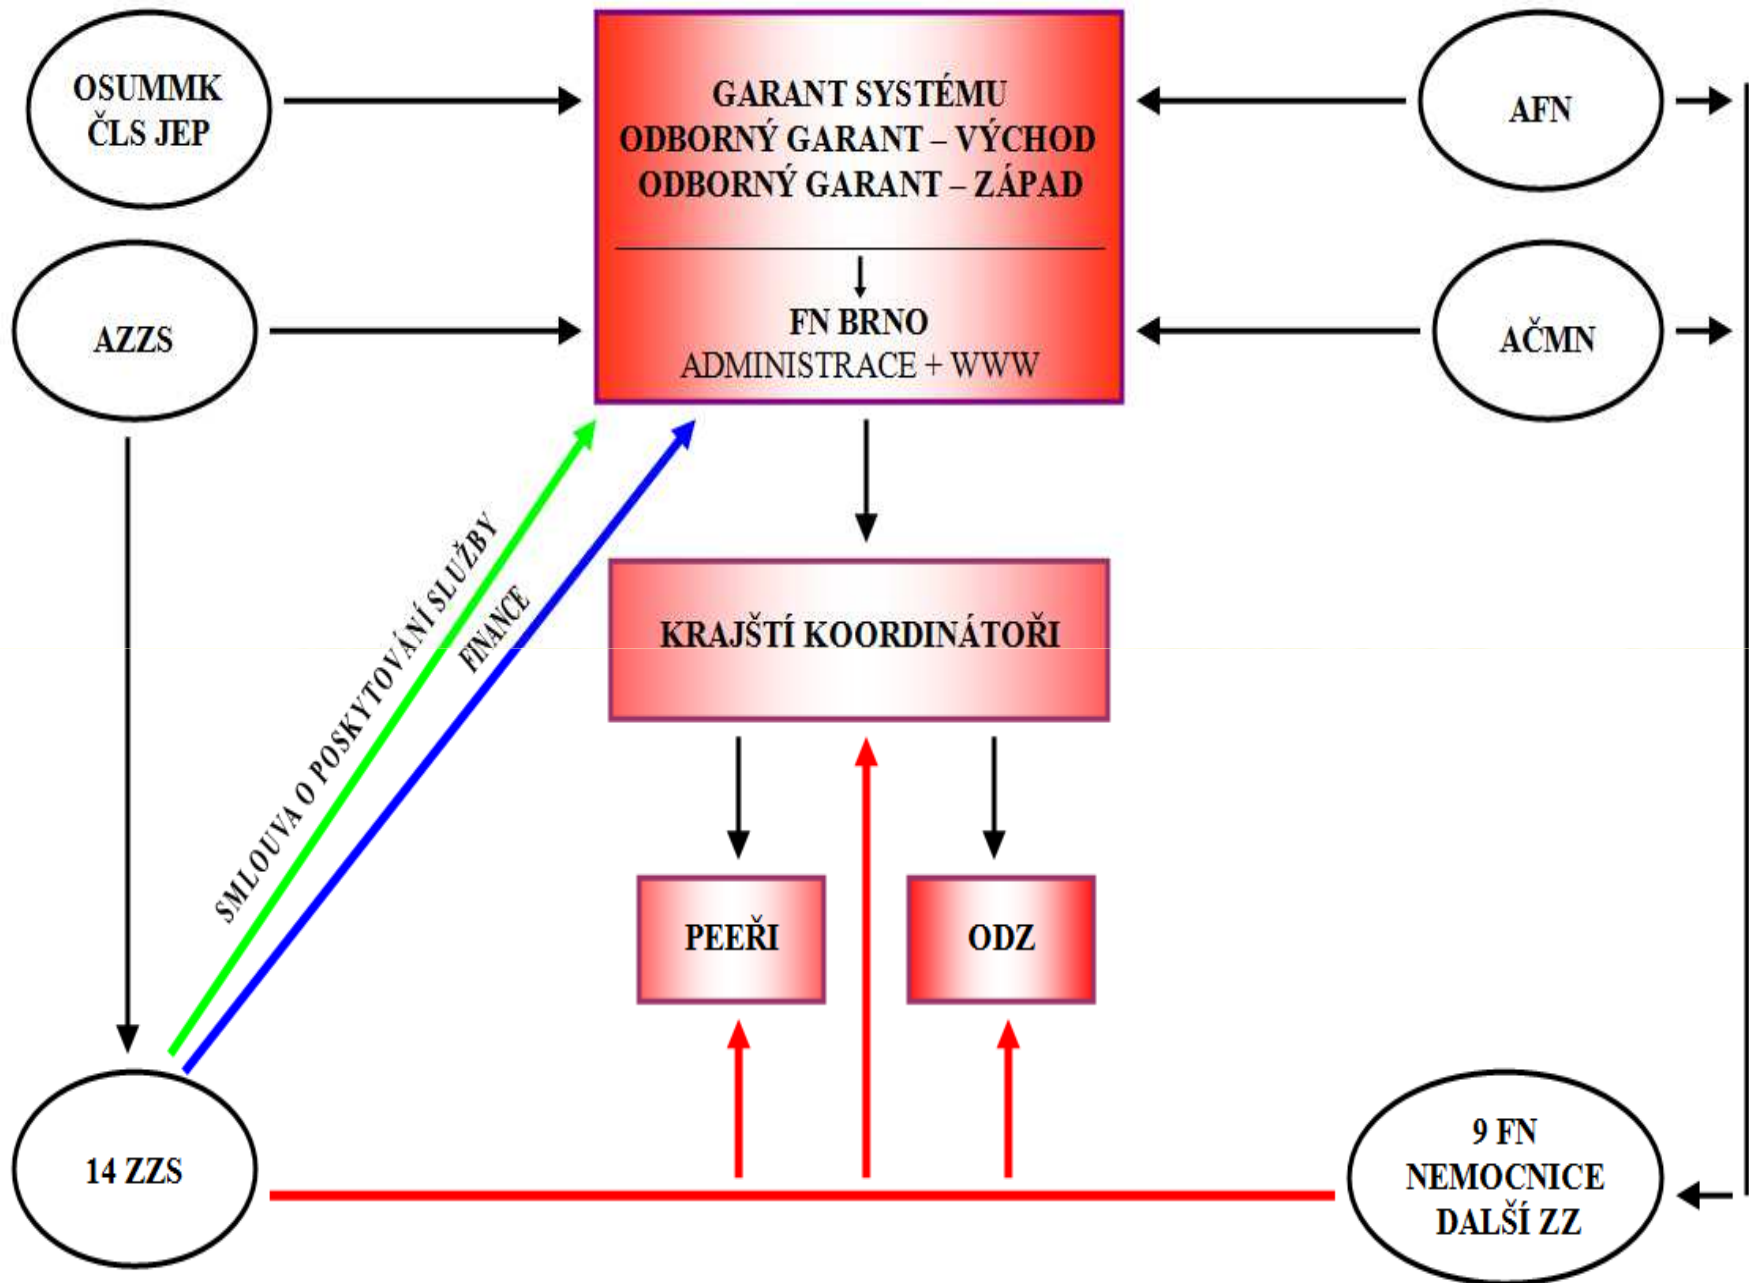 OSUMMK
ČLS JEP
GARANT SYSTÉMU
ODBORNÝ GARANT – VÝCHOD
ODBORNÝ GARANT – ZÁPAD
AFN
AZZS
FN BRNO
ADMINISTRACE + WWW
AČMN
SMLOUVA O POSKYTOVÁNÍ SLUŽBY
FINANCE
KRAJŠTÍ KOORDINÁTOŘI
PEEŘI
ODZ
14 ZZS
9 FN
NEMOCNICE
DALŠÍ ZZ